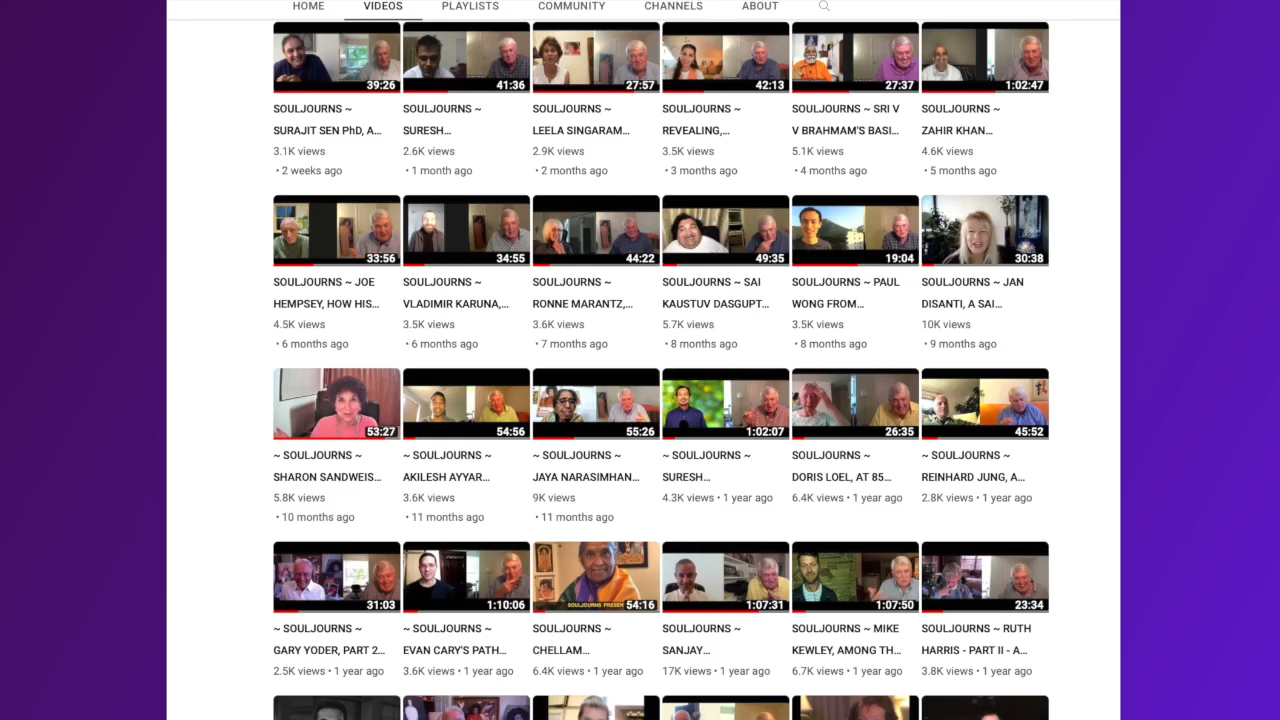 HOME VIDEOS PLAYLISTS COMMUNITY CHANNELS ABOUT
39:26 41:36 27:57 42:13 27:37 1:02:47
SOULJOURNS ~ SOULJOURNS ~ SOULJOURNS ~ SOULJOURNS ~ SOULJOURNS ~ SRI V SOULJOURNS ~
SURAJIT SEN PhD, A... SURESH... LEELA SINGARAM... REVEALING,... V BRAHMAM'S BASI... ZAHIR KHAN...
3.1K views 2.6K views 2.9K views 3.5K views 5.1K views 4.6K views
• 2 weeks ago • 1 month ago • 2 months ago • 3 months ago • 4 months ago • 5 months ago
33:56 34:55 44:22 49:35 19:04 30:38
SOULJOURNS ~ JOE SOULJOURNS ~ SOULJOURNS ~ SOULJOURNS ~ SAI SOULJOURNS ~ PAUL SOULJOURNS ~ JAN
HEMPSEY, HOW HIS... VLADIMIR KARUNA,... RONNE MARANTZ,... KAUSTUV DASGUPT... WONG FROM... DISANTI, A SAI...
4.5K views 3.5K views 3.6K views 5.7K views 3.5K views 10K views
• 6 months ago • 6 months ago • 7 months ago • 8 months ago • 8 months ago • 9 months ago
53:27 54:56 55:26 1:02:07 26:35 45:52
~ SOULJOURNS ~ ~ SOULJOURNS ~ ~ SOULJOURNS ~ ~ SOULJOURNS ~ SOULJOURNS ~ ~ SOULJOURNS ~
SHARON SANDWEIS... AKILESH AYYAR... JAYA NARASIMHAN... SURESH... DORIS LOEL, AT 85... REINHARD JUNG, A...
5.8K views 3.6K views 9K views 4.3K views • 1 year ago 6.4K views • 1 year ago 2.8K views • 1 year ago
• 10 months ago • 11 months ago • 11 months ago
31:03 1:10:06 SOULJOURNS PRESEN 54:16 1:07:31 1:07:50 23:34
~ SOULJOURNS ~ ~ SOULJOURNS ~ SOULJOURNS ~ SOULJOURNS ~ SOULJOURNS ~ MIKE SOULJOURNS ~ RUTH
GARY YODER, PART 2... EVAN CARY'S PATH... CHELLAM... SANJAY... KEWLEY, AMONG TH... HARRIS - PART II - A...
2.5K views • 1 year ago 3.6K views • 1 year ago 6.4K views • 1 year ago 17K views • 1 year ago 6.7K views • 1 year ago 3.8K views • 1 year ago